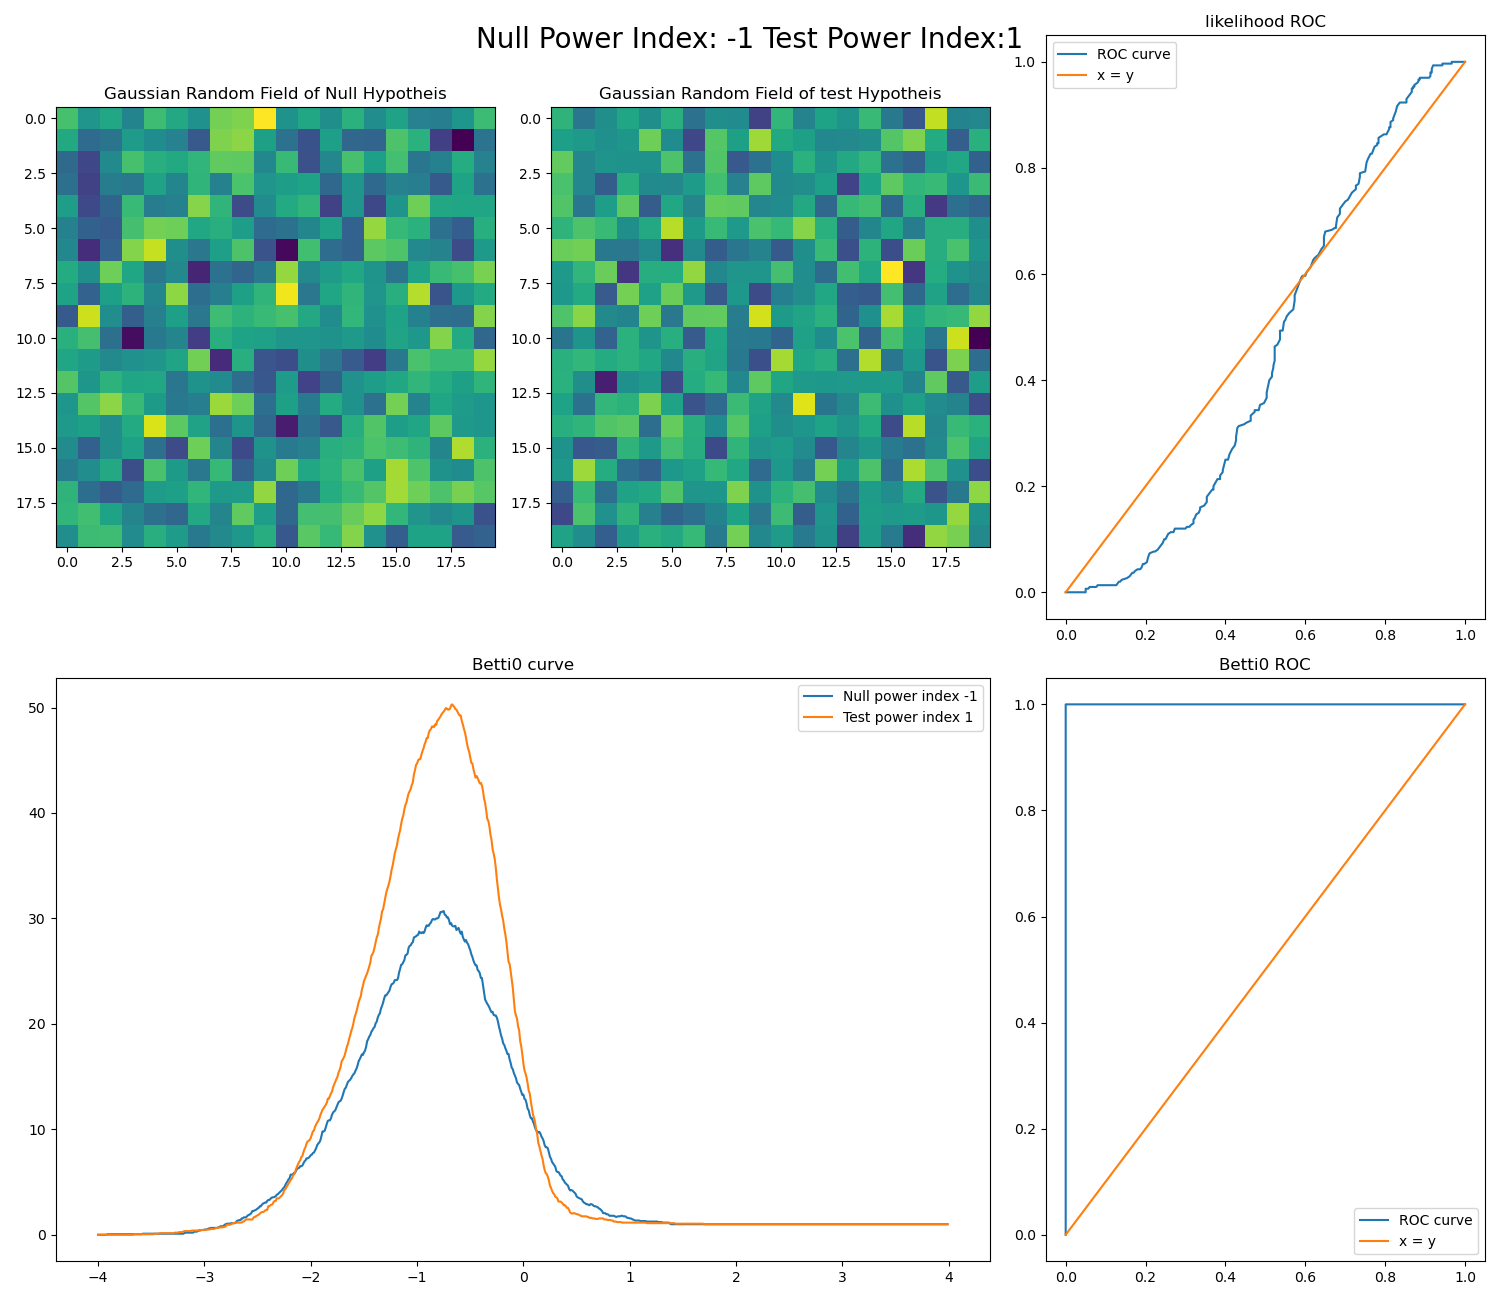 Null Power Index: -1 Test Power Index:1
Gaussian Random Field of Null Hypotheis
0.0
2.5
5.0
7.5
10.0
12.5
15.0
17.5
0.0 2.5 5.0 7.5 10.0 12.5 15.0 17.5
Gaussian Random Field of test Hypotheis
0.0
2.5
5.0
7.5
10.0
12.5
15.0
17.5
0.0 2.5 5.0 7.5 10.0 12.5 15.0 17.5
likelihood ROC
ROC curve
x = y
1.0
0.8
0.6
0.4
0.2
0.0
0.0 0.2 0.4 0.6 0.8 1.0
Betti0 curve
Null power index -1
Test power index 1
50
40
30
20
10
0
−4 −3 −2 −1 0 1 2 3 4
Betti0 ROC
1.0
0.8
0.6
0.4
0.2
0.0
ROC curve
x = y
0.0 0.2 0.4 0.6 0.8 1.0